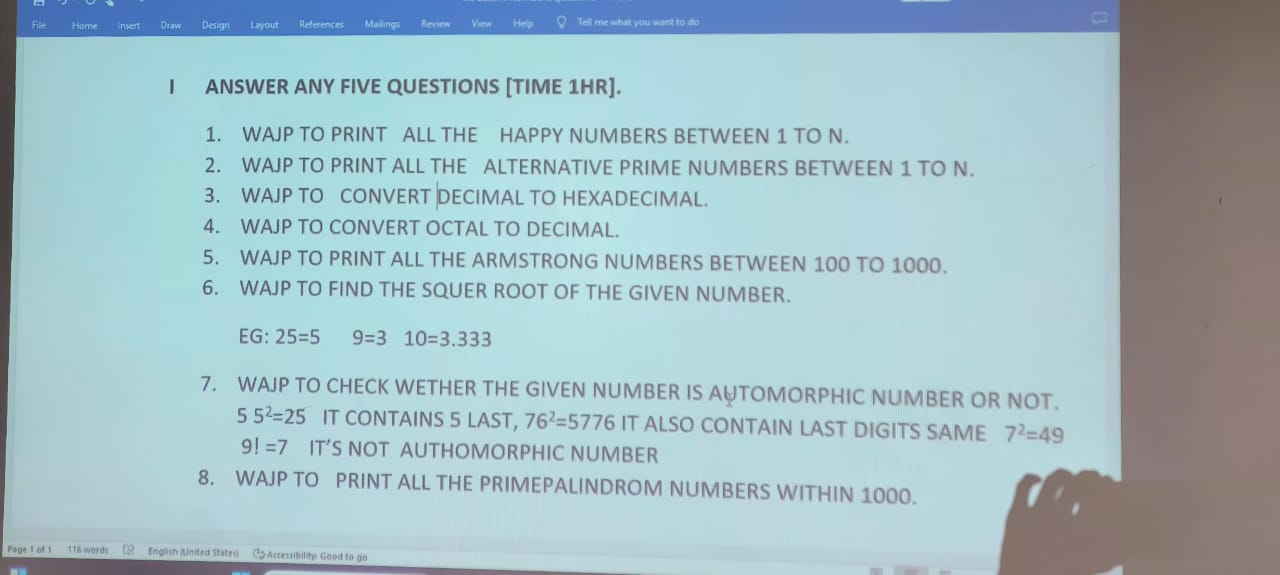 File Home Insert Draw Design Layout References Mailings Review View Help Tell me what you want to do
I ANSWER ANY FIVE QUESTIONS [TIME 1HR].
1. WAJP TO PRINT ALL THE HAPPY NUMBERS BETWEEN 1 TO N.
2. WAJP TO PRINT ALL THE ALTERNATIVE PRIME NUMBERS BETWEEN 1 TO N.
3. WAJP TO CONVERT DECIMAL TO HEXADECIMAL.
4. WAJP TO CONVERT OCTAL TO DECIMAL.
5. WAJP TO PRINT ALL THE ARMSTRONG NUMBERS BETWEEN 100 TO 1000.
6. WAJP TO FIND THE SQUER ROOT OF THE GIVEN NUMBER.
EG: 25=5 9=3 10=3.333
7. WAJP TO CHECK WETHER THE GIVEN NUMBER IS AUTOMORPHIC NUMBER OR NOT.
5 5²=25 IT CONTAINS 5 LAST, 76²=5776 IT ALSO CONTAIN LAST DIGITS SAME 7²=49
9! =7 IT'S NOT AUTHOMORPHIC NUMBER
8. WAJP TO PRINT ALL THE PRIMEPALINDROM NUMBERS WITHIN 1000.
Page 1 of 1 116 words English (United States) Accessibility: Good to go